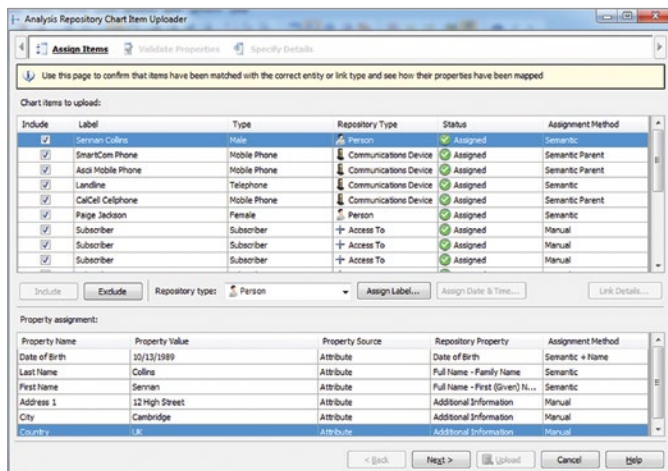 Analysis Repository Chart Item Uploader
Assign Items Validate Properties Specify Details
Use this page to confirm that items have been matched with the correct entity or link type and see how their properties have been mapped
Chart items to upload:
Include Label Type Repository Type Status Assignment Method
Sennan Collins Male Person Assigned Semantic
SmartCom Phone Mobile Phone Communications Device Assigned Semantic Parent
Ascii Mobile Phone Mobile Phone Communications Device Assigned Semantic Parent
Landline Telephone Communications Device Assigned Semantic
CalCell Cellphone Mobile Phone Communications Device Assigned Semantic Parent
Paige Jackson Female Person Assigned Semantic
Subscriber Subscriber Access To Assigned Manual
Subscriber Subscriber Access To Assigned Manual
Subscriber Subscriber Access To Assigned Manual
Include Exclude Repository type: Person Assign Label... Assign Date & Time... Link Details...
Property assignment:
Property Name Property Value Property Source Repository Property Assignment Method
Date of Birth 10/13/1989 Attribute Date of Birth Semantic + Name
Last Name Collins Attribute Full Name - Family Name Semantic
First Name Sennan Attribute Full Name - First (Given) N... Semantic
Address 1 12 High Street Attribute Additional Information Manual
City Cambridge Attribute Additional Information Manual
Country UK Attribute Additional Information Manual
< Back Next > Upload Cancel Help